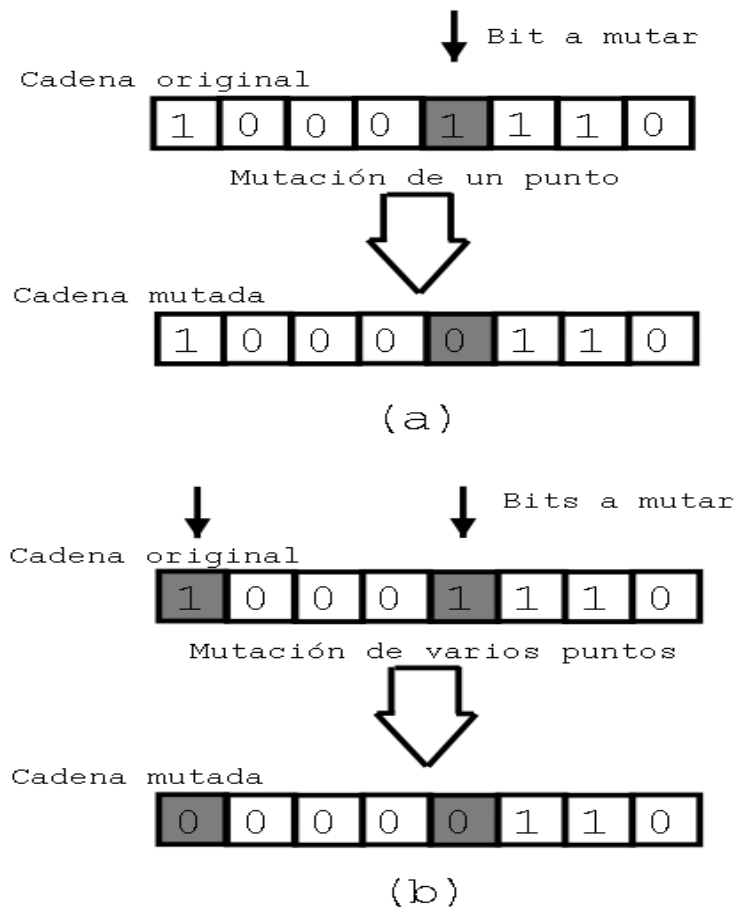 Bit a mutar
Cadena original
1 0 0 0 1 1 1 0
Mutación de un punto
Cadena mutada
1 0 0 0 0 1 1 0
(a)
Bits a mutar
Cadena original
1 0 0 0 1 1 1 0
Mutación de varios puntos
Cadena mutada
0 0 0 0 0 1 1 0
(b)